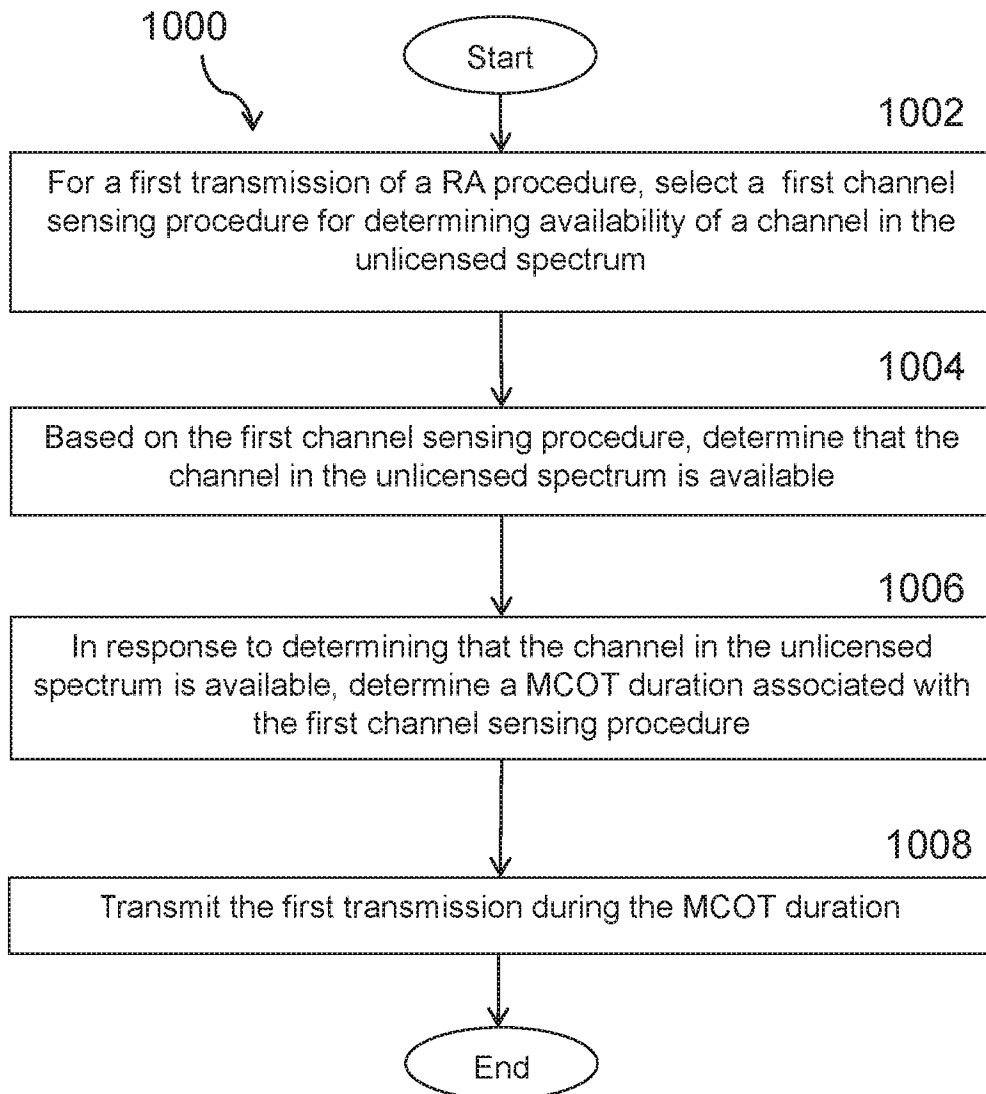 1000
Start
1002
For a first transmission of a RA procedure, select a first channel
sensing procedure for determining availability of a channel in the
unlicensed spectrum
1004
Based on the first channel sensing procedure, determine that the
channel in the unlicensed spectrum is available
1006
In response to determining that the channel in the unlicensed
spectrum is available, determine a MCOT duration associated with
the first channel sensing procedure
1008
Transmit the first transmission during the MCOT duration
End